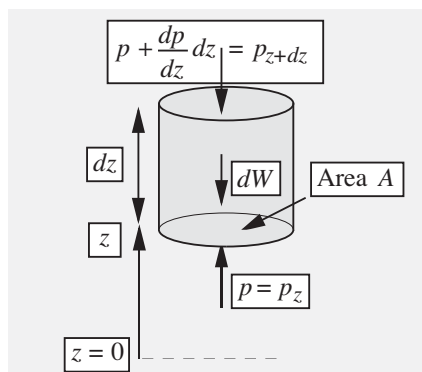 p + dp/dz dz = p_{z+dz}
dz
dW
Area A
z
p = p_z
z = 0